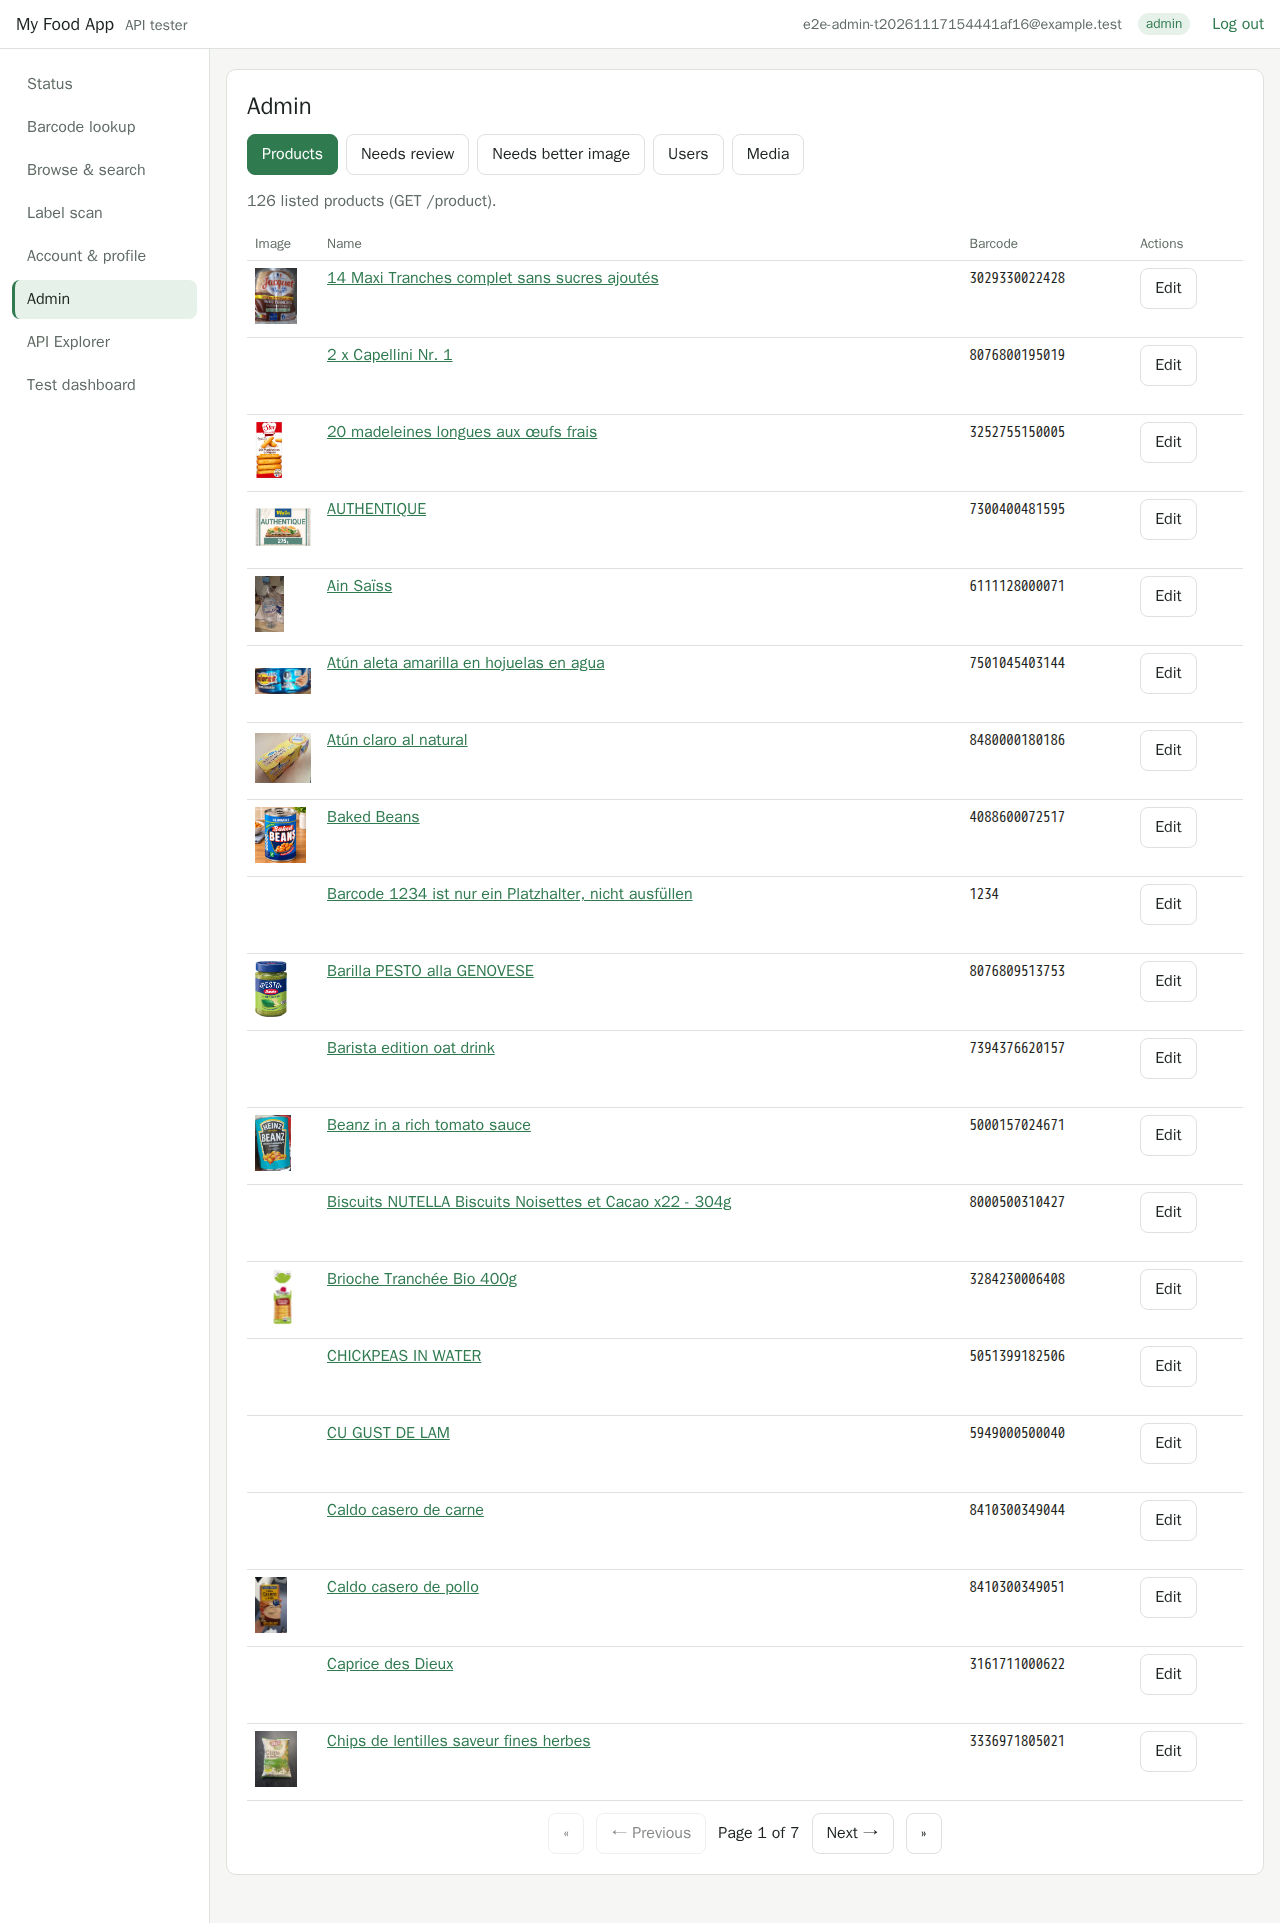 My Food App API tester
e2e-admin-t20261117154441af16@example.test admin Log out
Status
Barcode lookup
Browse & search
Label scan
Account & profile
Admin
API Explorer
Test dashboard
Admin
Products Needs review Needs better image Users Media
126 listed products (GET /product).
Image Name Barcode Actions
14 Maxi Tranches complet sans sucres ajoutés 3029330022428 Edit
2 x Capellini Nr. 1 8076800195019 Edit
20 madeleines longues aux œufs frais 3252755150005 Edit
AUTHENTIQUE
AUTHENTIQUE 7300400481595 Edit
Ain Saïss 6111128000071 Edit
Atún aleta amarilla en hojuelas en agua 7501045403144 Edit
Atún claro al natural 8480000180186 Edit
Baked BEANS
Baked Beans 4088600072517 Edit
Barcode 1234 ist nur ein Platzhalter, nicht ausfüllen 1234 Edit
PESTO
Barilla PESTO alla GENOVESE 8076809513753 Edit
Barista edition oat drink 7394376620157 Edit
HEINZ BEANZ
Beanz in a rich tomato sauce 5000157024671 Edit
Biscuits NUTELLA Biscuits Noisettes et Cacao x22 - 304g 8000500310427 Edit
Brioche Tranchée Bio 400g 3284230006408 Edit
CHICKPEAS IN WATER 5051399182506 Edit
CU GUST DE LAM 5949000500040 Edit
Caldo casero de carne 8410300349044 Edit
Caldo casero de pollo 8410300349051 Edit
Caprice des Dieux 3161711000622 Edit
Chips de lentilles saveur fines herbes 3336971805021 Edit
« ← Previous Page 1 of 7 Next → »